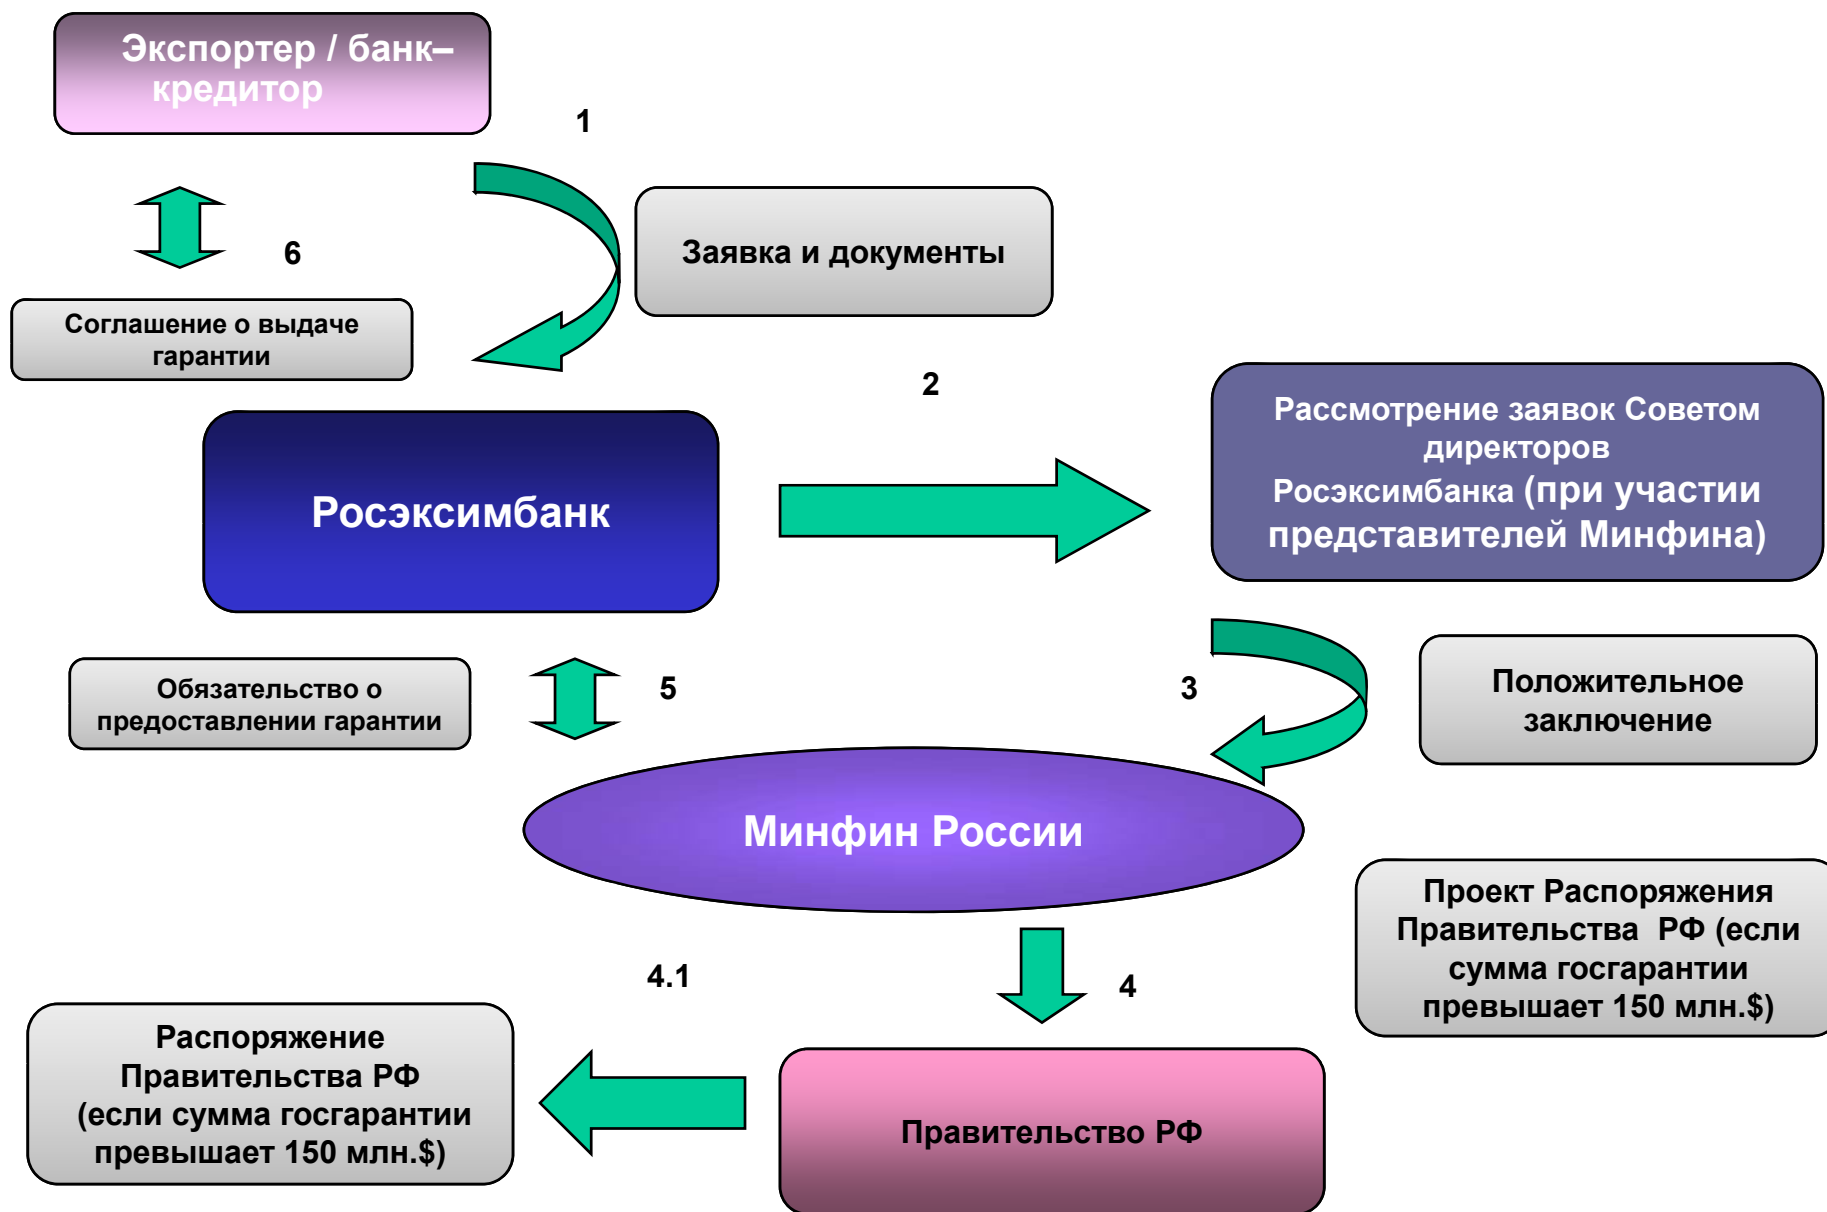 Экспортер / банк–
кредитор
1
Заявка и документы
6
Соглашение о выдаче
гарантии
2
Росэксимбанк
Рассмотрение заявок Советом
директоров
Росэксимбанка (при участии
представителей Минфина)
Обязательство о
предоставлении гарантии
5
3
Положительное
заключение
Минфин России
Проект Распоряжения
Правительства РФ (если
сумма госгарантии
превышает 150 млн.$)
4
4.1
Распоряжение
Правительства РФ
(если сумма госгарантии
превышает 150 млн.$)
Правительство РФ